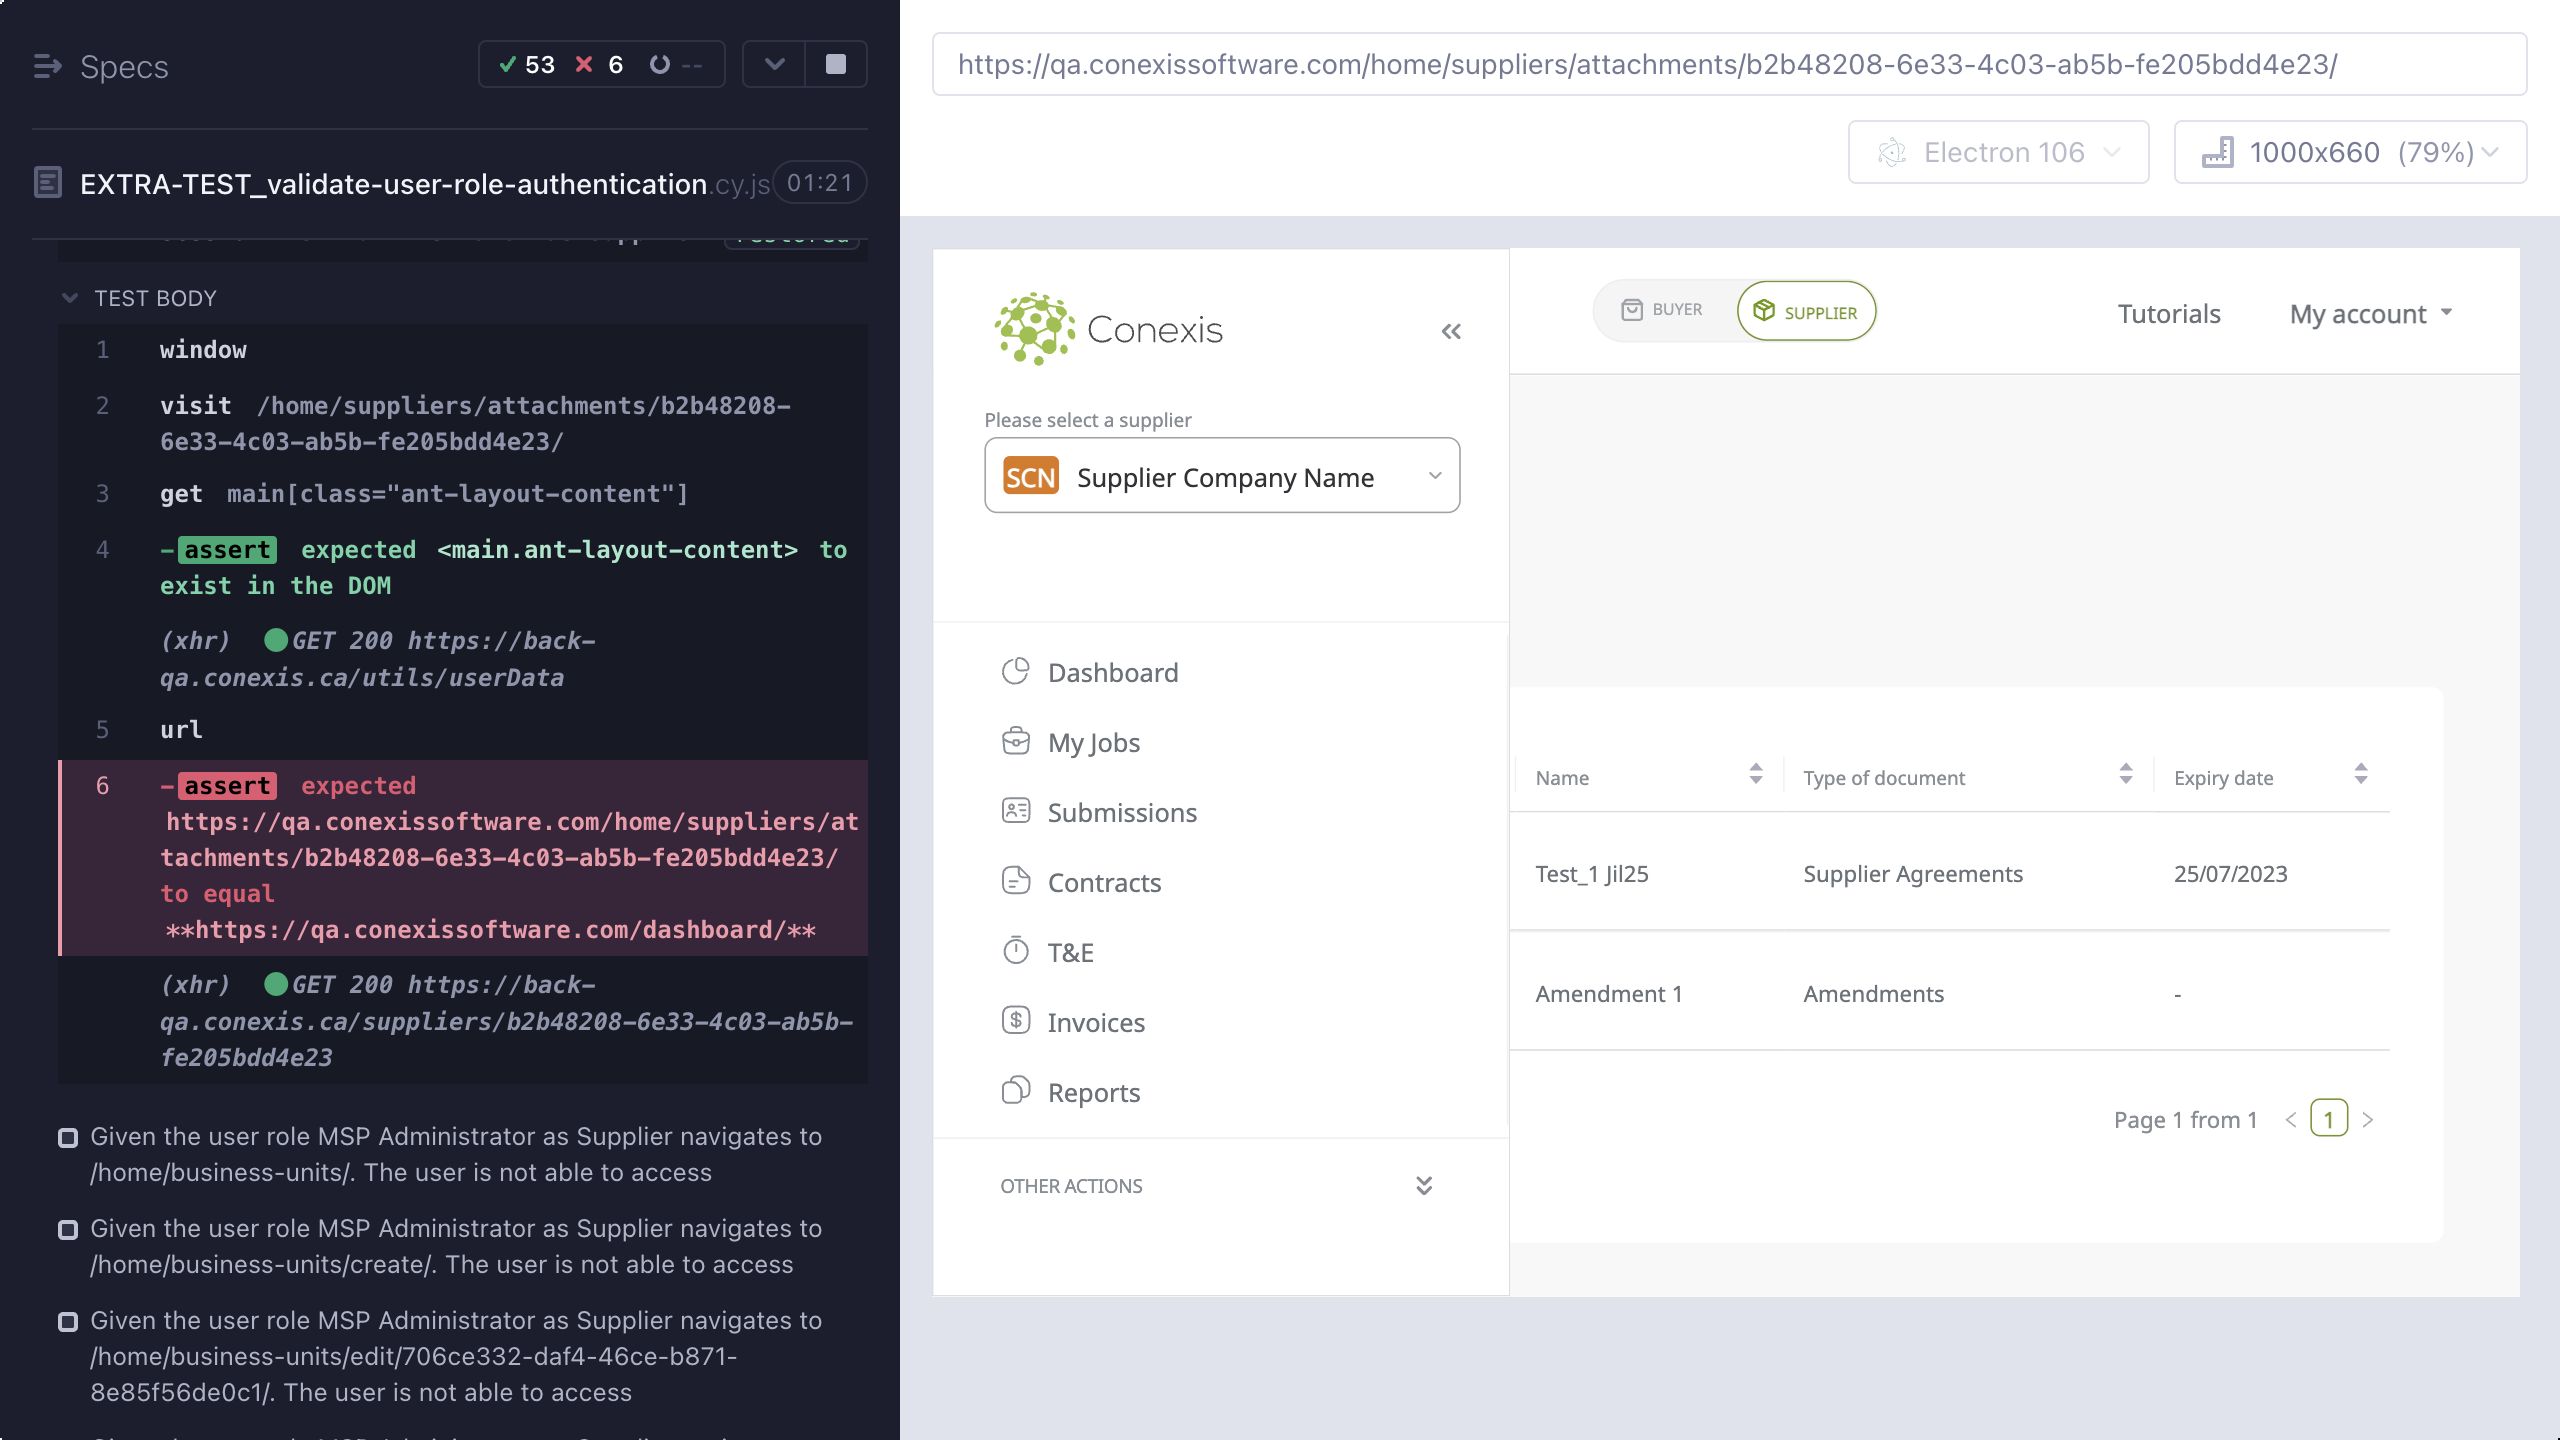 Specs
53 6 --
EXTRA-TEST_validate-user-role-authentication.cy.js 01:21
TEST BODY
1 window
2 visit /home/suppliers/attachments/b2b48208-
6e33-4c03-ab5b-fe205bdd4e23/
3 get main[class="ant-layout-content"]
4 -assert expected <main.ant-layout-content> to
exist in the DOM
(xhr) GET 200 https://back-
qa.conexis.ca/utils/userData
5 url
6 -assert expected
https://qa.conexissoftware.com/home/suppliers/at
tachments/b2b48208-6e33-4c03-ab5b-fe205bdd4e23/
to equal
**https://qa.conexissoftware.com/dashboard/**
(xhr) GET 200 https://back-
qa.conexis.ca/suppliers/b2b48208-6e33-4c03-ab5b-
fe205bdd4e23
Given the user role MSP Administrator as Supplier navigates to
/home/business-units/. The user is not able to access
Given the user role MSP Administrator as Supplier navigates to
/home/business-units/create/. The user is not able to access
Given the user role MSP Administrator as Supplier navigates to
/home/business-units/edit/706ce332-daf4-46ce-b871-
8e85f56de0c1/. The user is not able to access
https://qa.conexissoftware.com/home/suppliers/attachments/b2b48208-6e33-4c03-ab5b-fe205bdd4e23/
Electron 106
1000x660 (79%)
Conexis
«
BUYER
SUPPLIER
Tutorials
My account
Please select a supplier
SCN Supplier Company Name
Dashboard
My Jobs
Submissions
Contracts
T&E
Invoices
Reports
OTHER ACTIONS
Name Type of document Expiry date
Test_1 Jil25 Supplier Agreements 25/07/2023
Amendment 1 Amendments -
Page 1 from 1 < 1 >